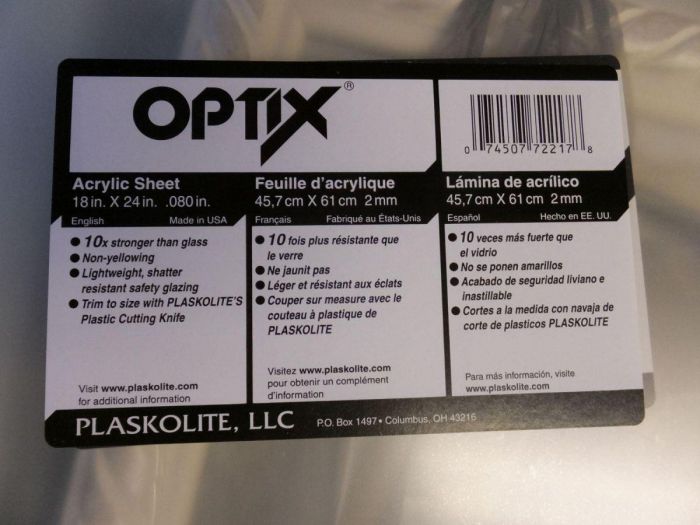 OPTIX®
0 74507 72217 8
Acrylic Sheet
18 in. X 24 in. .080 in.
English Made in USA
● 10x stronger than glass
● Non-yellowing
● Lightweight, shatter
resistant safety glazing
● Trim to size with PLASKOLITE'S
Plastic Cutting Knife
Visit www.plaskolite.com
for additional information
Feuille d'acrylique
45,7 cm X 61 cm 2 mm
Français Fabriqué au États-Unis
● 10 fois plus résistante que
le verre
● Ne jaunit pas
● Léger et résistant aux éclats
● Couper sur measure avec le
couteau à plastique de
PLASKOLITE
Visitez www.plaskolite.com
pour obtenir un complément
d'information
Lámina de acrílico
45,7 cm X 61 cm 2 mm
Español Hecho en EE. UU.
● 10 veces más fuerte que
el vidrio
● No se ponen amarillos
● Acabado de seguridad liviano e
inastillable
● Cortes a la medida con navaja de
corte de plasticos PLASKOLITE
Para más información, visite
www.plaskolite.com
PLASKOLITE, LLC P.O. Box 1497 • Columbus, OH 43216